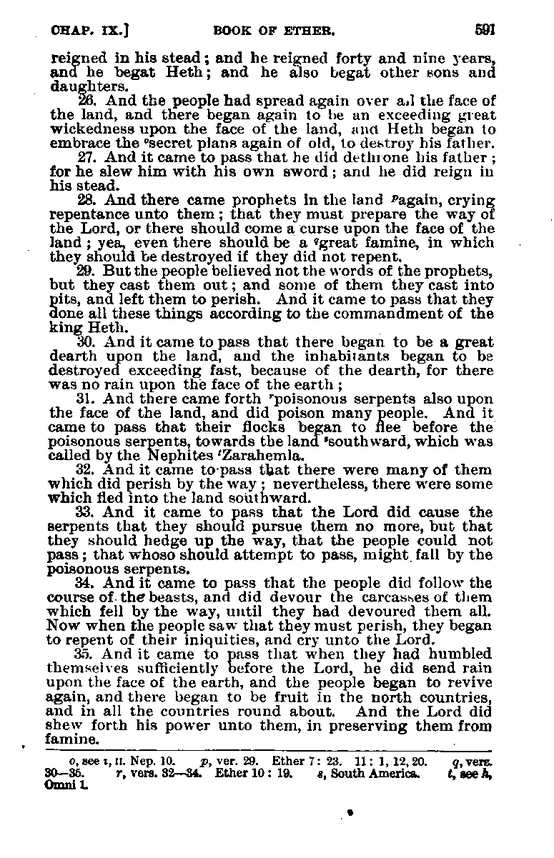 CHAP. IX.] BOOK OF ETHER. 591
reigned in his stead; and he reigned forty and nine years,
and he begat Heth; and he also begat other sons and
daughters.
26. And the people had spread again over all the face of
the land, and there began again to be an exceeding great
wickedness upon the face of the land, and Heth began to
embrace the ºsecret plans again of old, to destroy his father.
27. And it came to pass that he did dethrone his father;
for he slew him with his own sword; and he did reign in
his stead.
28. And there came prophets in the land ᵖagain, crying
repentance unto them; that they must prepare the way of
the Lord, or there should come a curse upon the face of the
land; yea, even there should be a qgreat famine, in which
they should be destroyed if they did not repent.
29. But the people believed not the words of the prophets,
but they cast them out; and some of them they cast into
pits, and left them to perish. And it came to pass that they
done all these things according to the commandment of the
king Heth.
30. And it came to pass that there began to be a great
dearth upon the land, and the inhabitants began to be
destroyed exceeding fast, because of the dearth, for there
was no rain upon the face of the earth;
31. And there came forth ʳpoisonous serpents also upon
the face of the land, and did poison many people. And it
came to pass that their flocks began to flee before the
poisonous serpents, towards the land ˢsouthward, which was
called by the Nephites ᵗZarahemla.
32. And it came to pass that there were many of them
which did perish by the way; nevertheless, there were some
which fled into the land southward.
33. And it came to pass that the Lord did cause the
serpents that they should pursue them no more, but that
they should hedge up the way, that the people could not
pass; that whoso should attempt to pass, might fall by the
poisonous serpents.
34. And it came to pass that the people did follow the
course of the beasts, and did devour the carcasses of them
which fell by the way, until they had devoured them all.
Now when the people saw that they must perish, they began
to repent of their iniquities, and cry unto the Lord.
35. And it came to pass that when they had humbled
themselves sufficiently before the Lord, he did send rain
upon the face of the earth, and the people began to revive
again, and there began to be fruit in the north countries,
and in all the countries round about. And the Lord did
shew forth his power unto them, in preserving them from
famine.
o, see t, II. Nep. 10. p, ver. 29. Ether 7: 23. 11: 1, 12, 20. q, vers.
30—35. r, vers. 32—34. Ether 10: 19. s, South America. t, see h,
Omni 1.